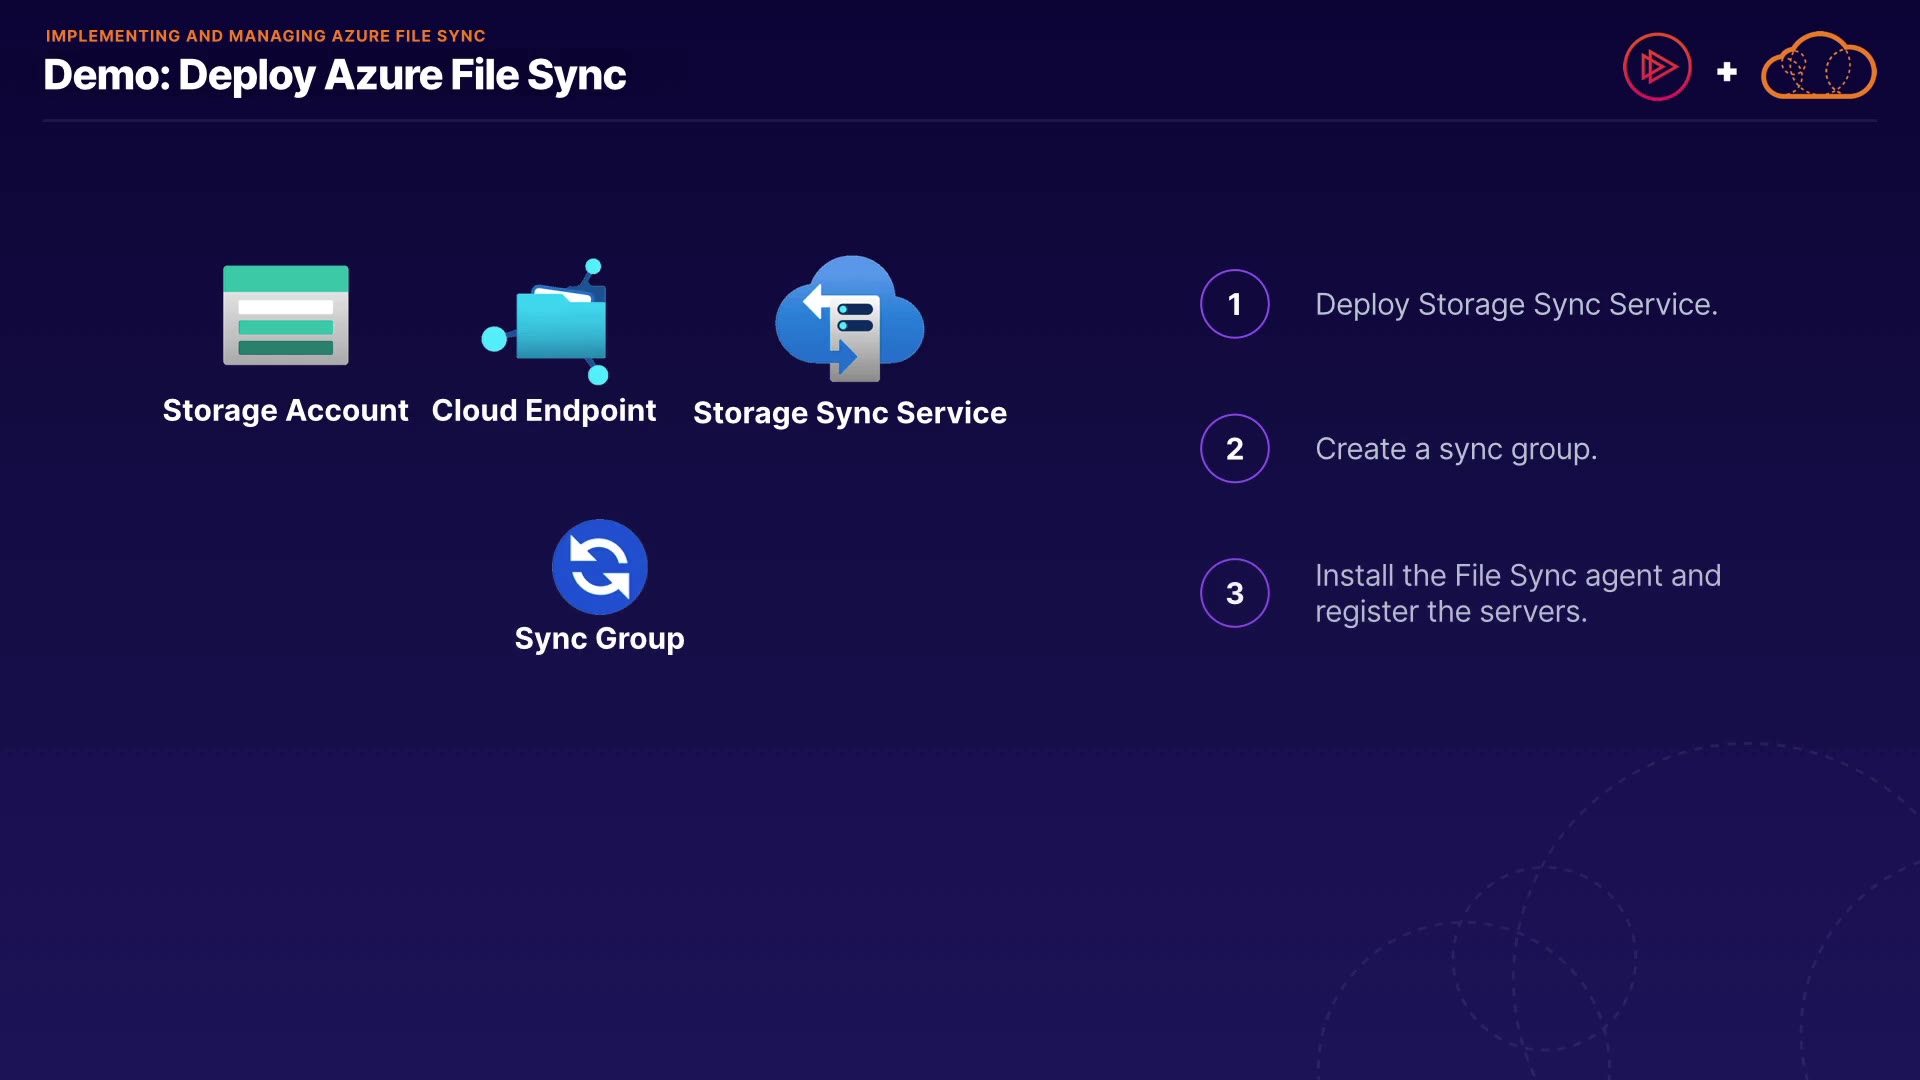 IMPLEMENTING AND MANAGING AZURE FILE SYNC
Demo: Deploy Azure File Sync
Storage Account
Cloud Endpoint
Storage Sync Service
Sync Group
1
Deploy Storage Sync Service.
2
Create a sync group.
3
Install the File Sync agent and
register the servers.